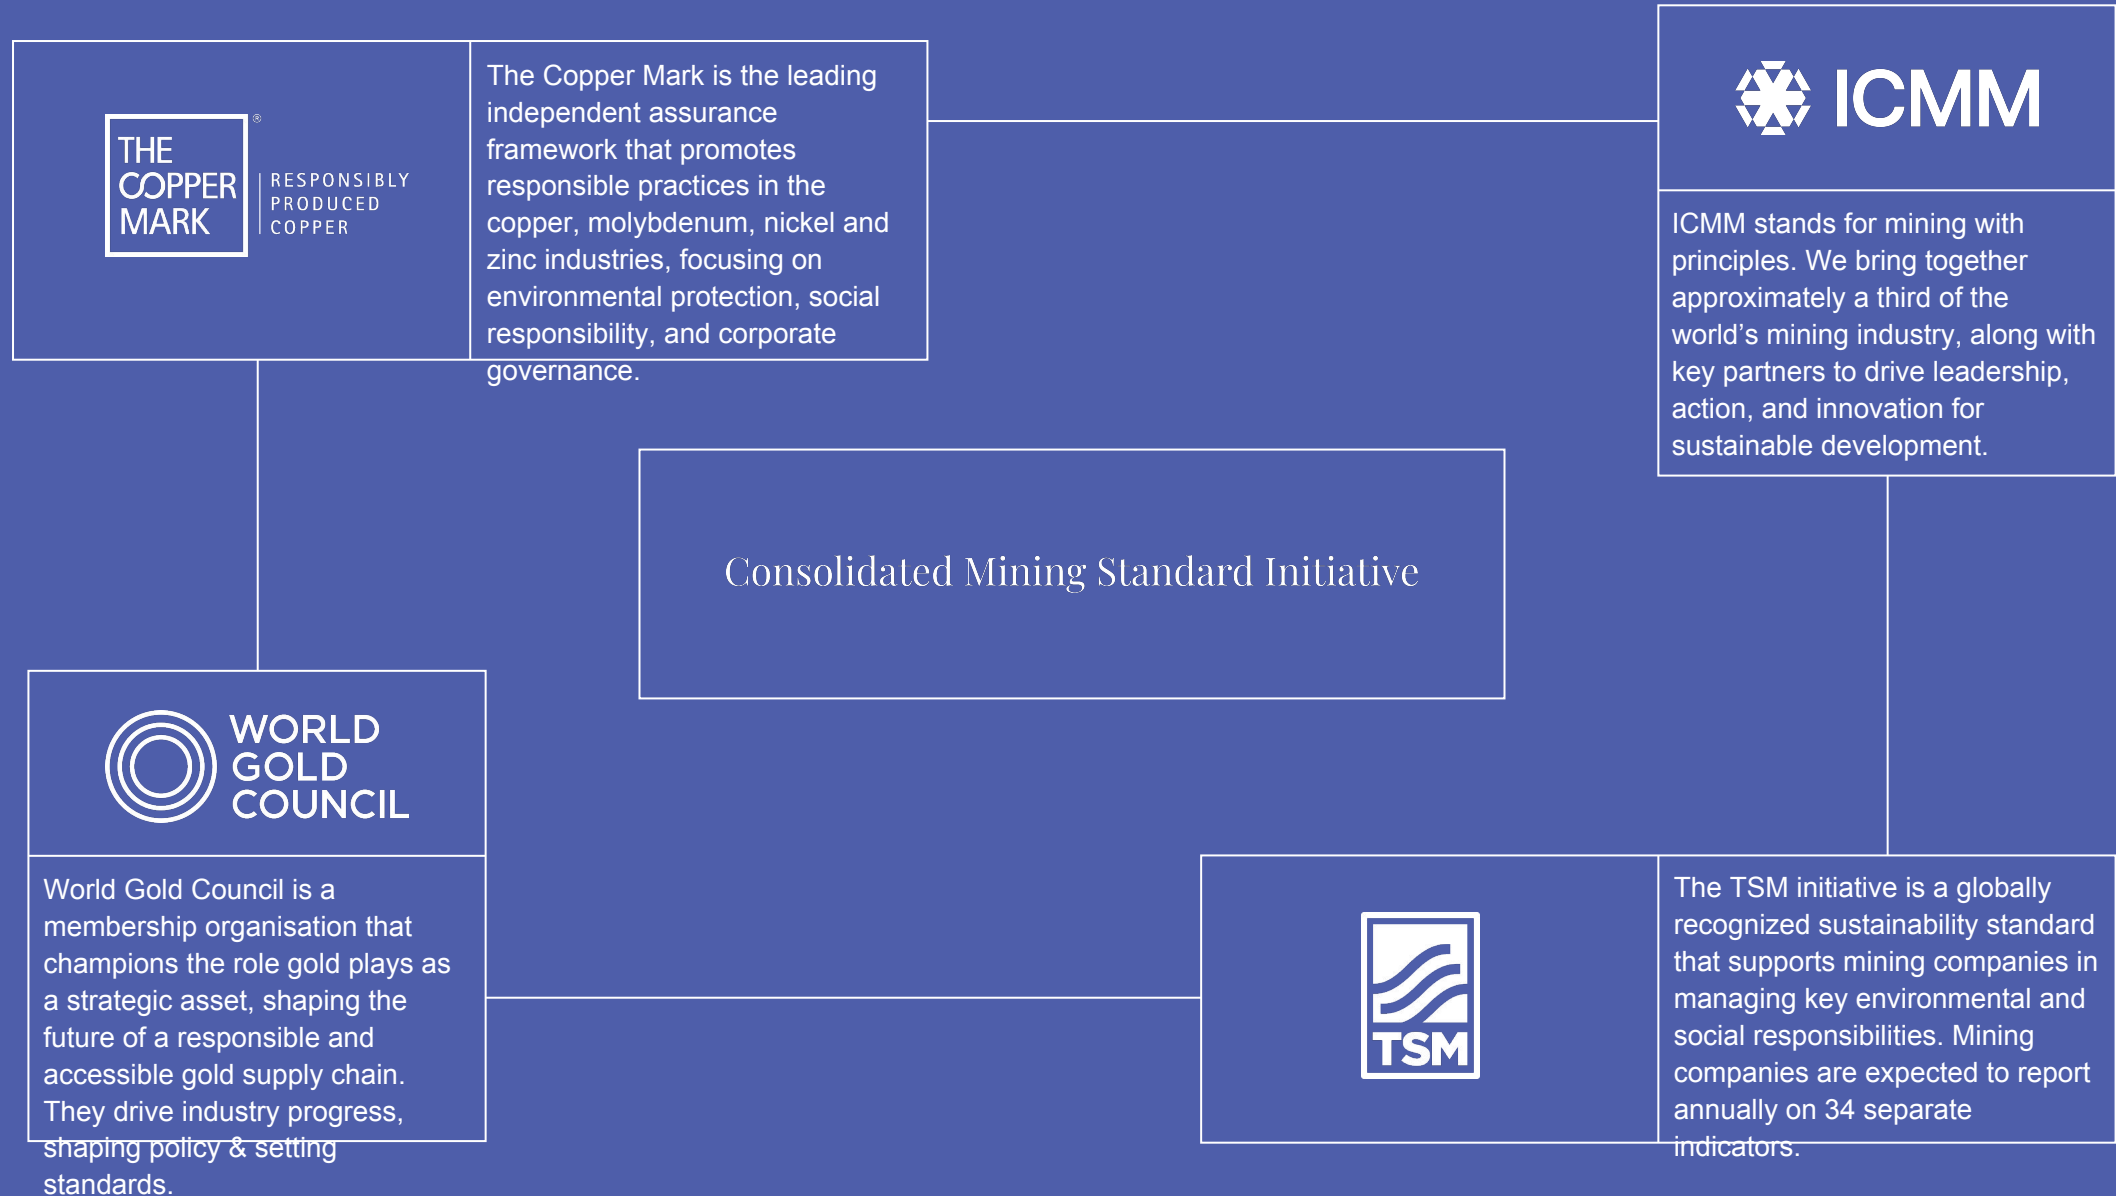 THE
COPPER
MARK
®
RESPONSIBLY
PRODUCED
COPPER
The Copper Mark is the leading
independent assurance
framework that promotes
responsible practices in the
copper, molybdenum, nickel and
zinc industries, focusing on
environmental protection, social
responsibility, and corporate
governance.
ICMM
ICMM stands for mining with
principles. We bring together
approximately a third of the
world’s mining industry, along with
key partners to drive leadership,
action, and innovation for
sustainable development.
Consolidated Mining Standard Initiative
WORLD
GOLD
COUNCIL
World Gold Council is a
membership organisation that
champions the role gold plays as
a strategic asset, shaping the
future of a responsible and
accessible gold supply chain.
They drive industry progress,
shaping policy & setting
standards.
TSM
The TSM initiative is a globally
recognized sustainability standard
that supports mining companies in
managing key environmental and
social responsibilities. Mining
companies are expected to report
annually on 34 separate
indicators.